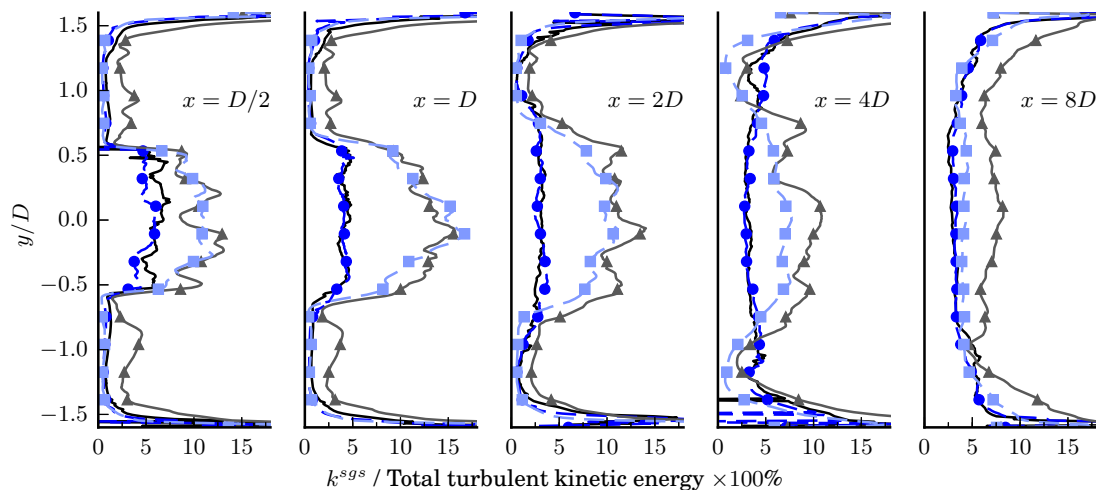 1.5
1.0
0.5
0.0
−0.5
−1.0
−1.5
y/D
x = D/2
x = D
x = 2D
x = 4D
x = 8D
0 5 10 15
0 5 10 15
0 5 10 15
0 5 10 15
0 5 10 15
k^{sgs} / Total turbulent kinetic energy ×100%